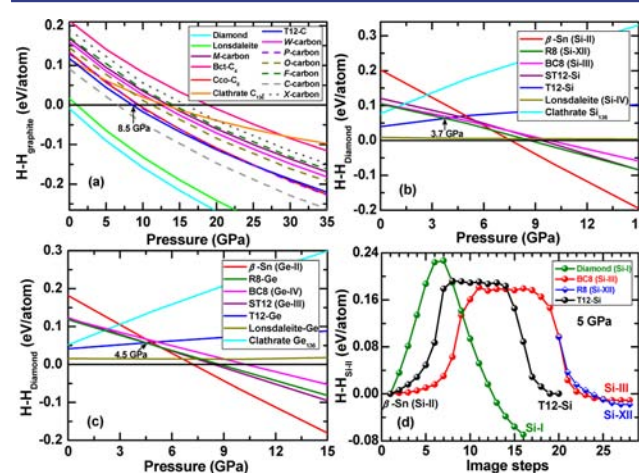 0.2
0.1
0.0
-0.1
-0.2
H-H_graphite (eV/atom)
Diamond
Lonsdaleite
M-carbon
Bct-C₄
Cco-C₈
Clathrate C₁₃₆
T12-C
W-carbon
P-carbon
O-carbon
F-carbon
C-carbon
X-carbon
8.5 GPa
(a)
0 5 10 15 20 25 30 35
Pressure (GPa)
0.3
0.2
0.1
0.0
-0.1
-0.2
H-H_Diamond (eV/atom)
β-Sn (Si-II)
R8 (Si-XII)
BC8 (Si-III)
ST12-Si
T12-Si
Lonsdaleite (Si-IV)
Clathrate Si₁₃₆
3.7 GPa
(b)
0 3 6 9 12 15
Pressure (GPa)
0.3
0.2
0.1
0.0
-0.1
-0.2
H-H_Diamond (eV/atom)
β-Sn (Ge-II)
R8-Ge
BC8 (Ge-IV)
ST12 (Ge-III)
T12-Ge
Lonsdaleite-Ge
Clathrate Ge₁₃₆
4.5 GPa
(c)
0 3 6 9 12 15
Pressure (GPa)
0.24
0.16
0.08
0.00
-0.08
H-H_Si-II (eV/atom)
Diamond (Si-I)
BC8 (Si-III)
R8 (Si-XII)
T12-Si
5 GPa
β-Sn (Si-II)
T12-Si
Si-III
Si-XII
Si-I
(d)
0 5 10 15 20 25
Image steps